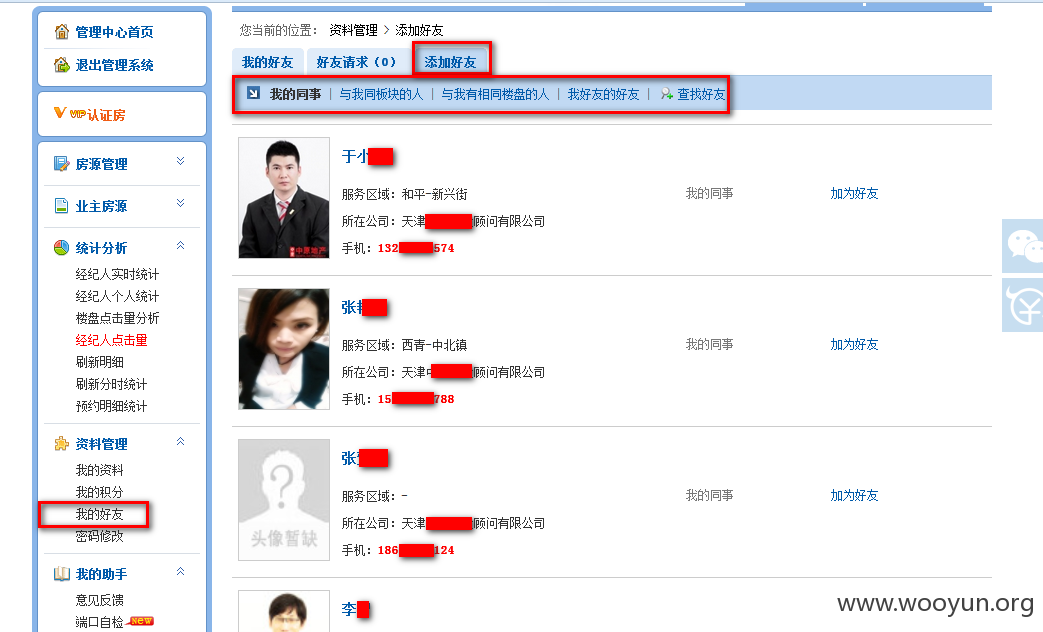 管理中心首页
退出管理系统
VIP认证房
房源管理
业主房源
统计分析
经纪人实时统计
经纪人个人统计
楼盘点击量分析
经纪人点击量
刷新明细
刷新分时统计
预约明细统计
资料管理
我的资料
我的积分
我的好友
密码修改
我的助手
意见反馈
端口自检 new
您当前的位置： 资料管理 > 添加好友
我的好友 好友请求（0） 添加好友
我的同事 | 与我同板块的人 | 与我有相同楼盘的人 | 我好友的好友 | 查找好友
于小
服务区域：和平-新兴街 我的同事 加为好友
所在公司：天津 顾问有限公司
手机：132 574
中原地产
张
服务区域：西青-中北镇 我的同事 加为好友
所在公司：天津 顾问有限公司
手机：15 788
张
头像暂缺
服务区域：- 我的同事 加为好友
所在公司：天津 顾问有限公司
手机：186 124
李
www.wooyun.org